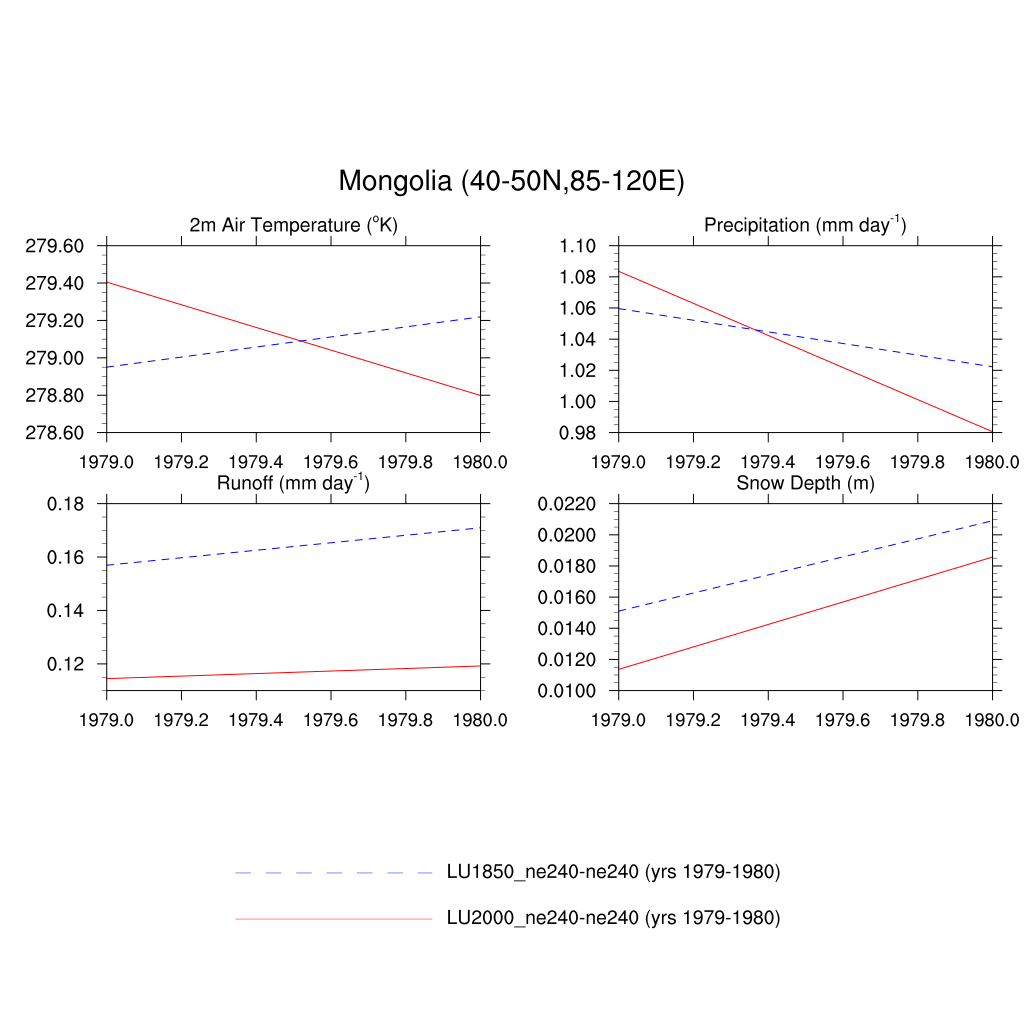 Mongolia (40-50N,85-120E)
2m Air Temperature (°K)
279.60
279.40
279.20
279.00
278.80
278.60
1979.0 1979.2 1979.4 1979.6 1979.8 1980.0
Precipitation (mm day⁻¹)
1.10
1.08
1.06
1.04
1.02
1.00
0.98
1979.0 1979.2 1979.4 1979.6 1979.8 1980.0
Runoff (mm day⁻¹)
0.18
0.16
0.14
0.12
1979.0 1979.2 1979.4 1979.6 1979.8 1980.0
Snow Depth (m)
0.0220
0.0200
0.0180
0.0160
0.0140
0.0120
0.0100
1979.0 1979.2 1979.4 1979.6 1979.8 1980.0
LU1850_ne240-ne240 (yrs 1979-1980)
LU2000_ne240-ne240 (yrs 1979-1980)